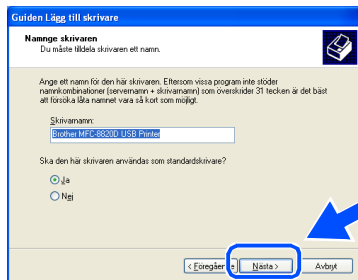 Guiden Lägg till skrivare
Namnge skrivaren
Du måste tilldela skrivaren ett namn.
Ange ett namn för den här skrivaren. Eftersom vissa program inte stöder
namnkombinationer (servernamn + skrivarnamn) som överskrider 31 tecken är det bäst
att försöka låta namnet vara så kort som möjligt.
Skrivarnamn:
Brother MFC-8820D USB Printer
Ska den här skrivaren användas som standardskrivare?
Ja
Nej
< Föregående Nästa > Avbryt